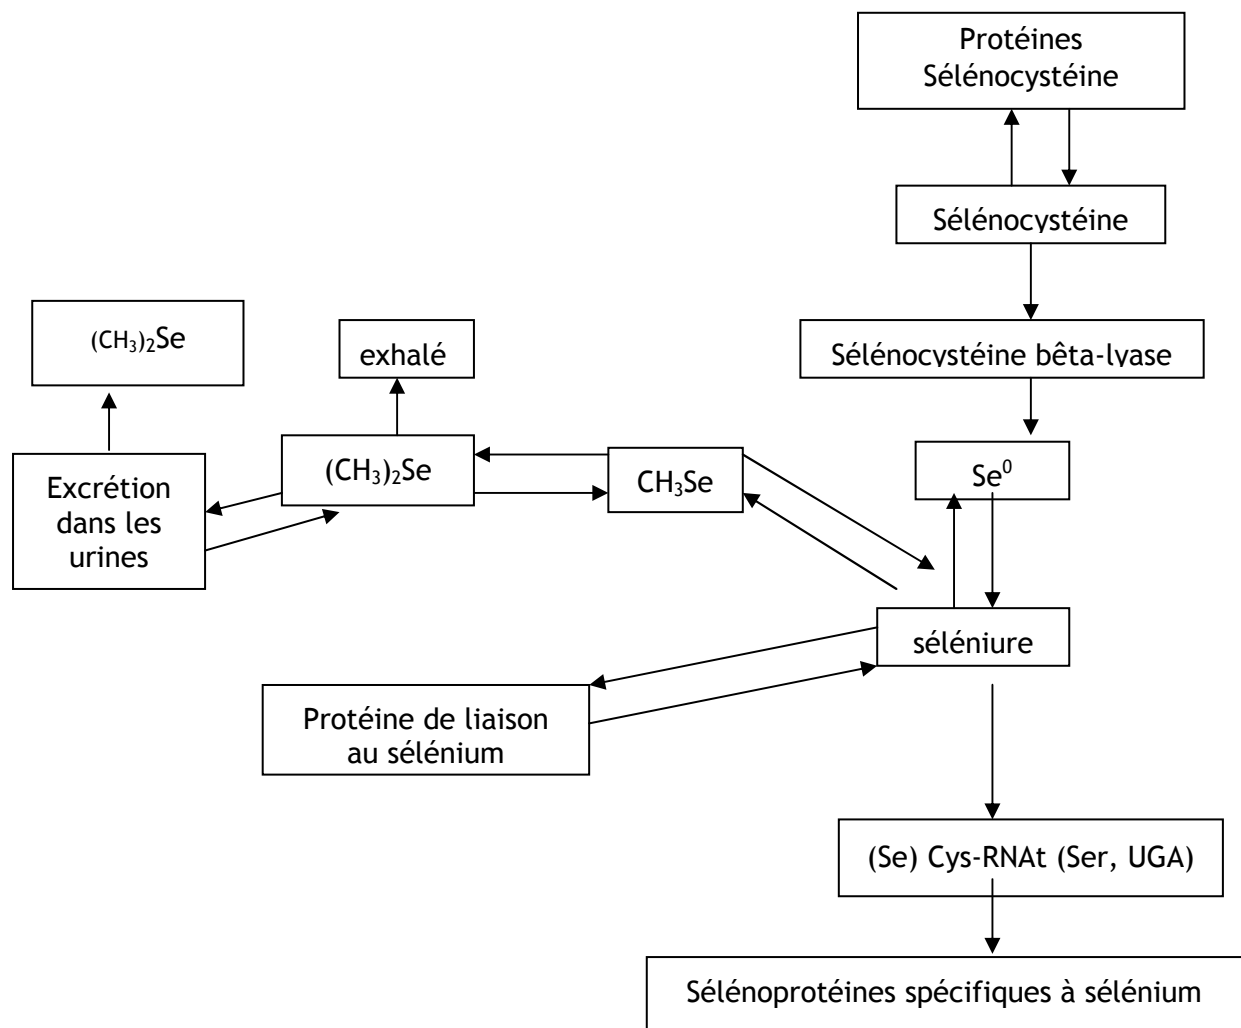 Protéines
Sélénocystéine
Sélénocystéine
(CH₃)₂Se
exhalé
Sélénocystéine bêta-lyase
Excrétion
dans les
urines
(CH₃)₂Se
CH₃Se
Se⁰
séléniure
Protéine de liaison
au sélénium
(Se) Cys-RNAt (Ser, UGA)
Sélénoprotéines spécifiques à sélénium